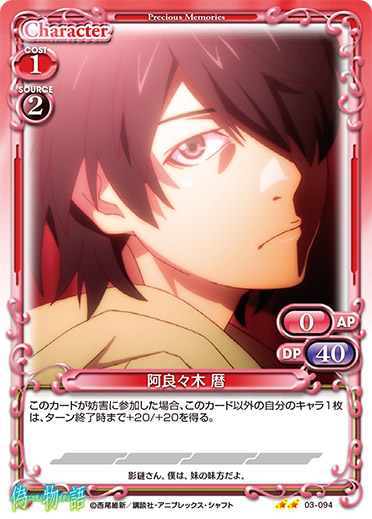 Precious Memories
Character
COST
1
SOURCE
2
0 AP
DP 40
阿良々木 暦
このカードが妨害に参加した場合、このカード以外の自分のキャラ1枚
は、ターン終了時まで+20/+20を得る。
影縫さん。僕は、妹の味方だよ。
偽物語
©西尾維新／講談社・アニプレックス・シャフト
03-094